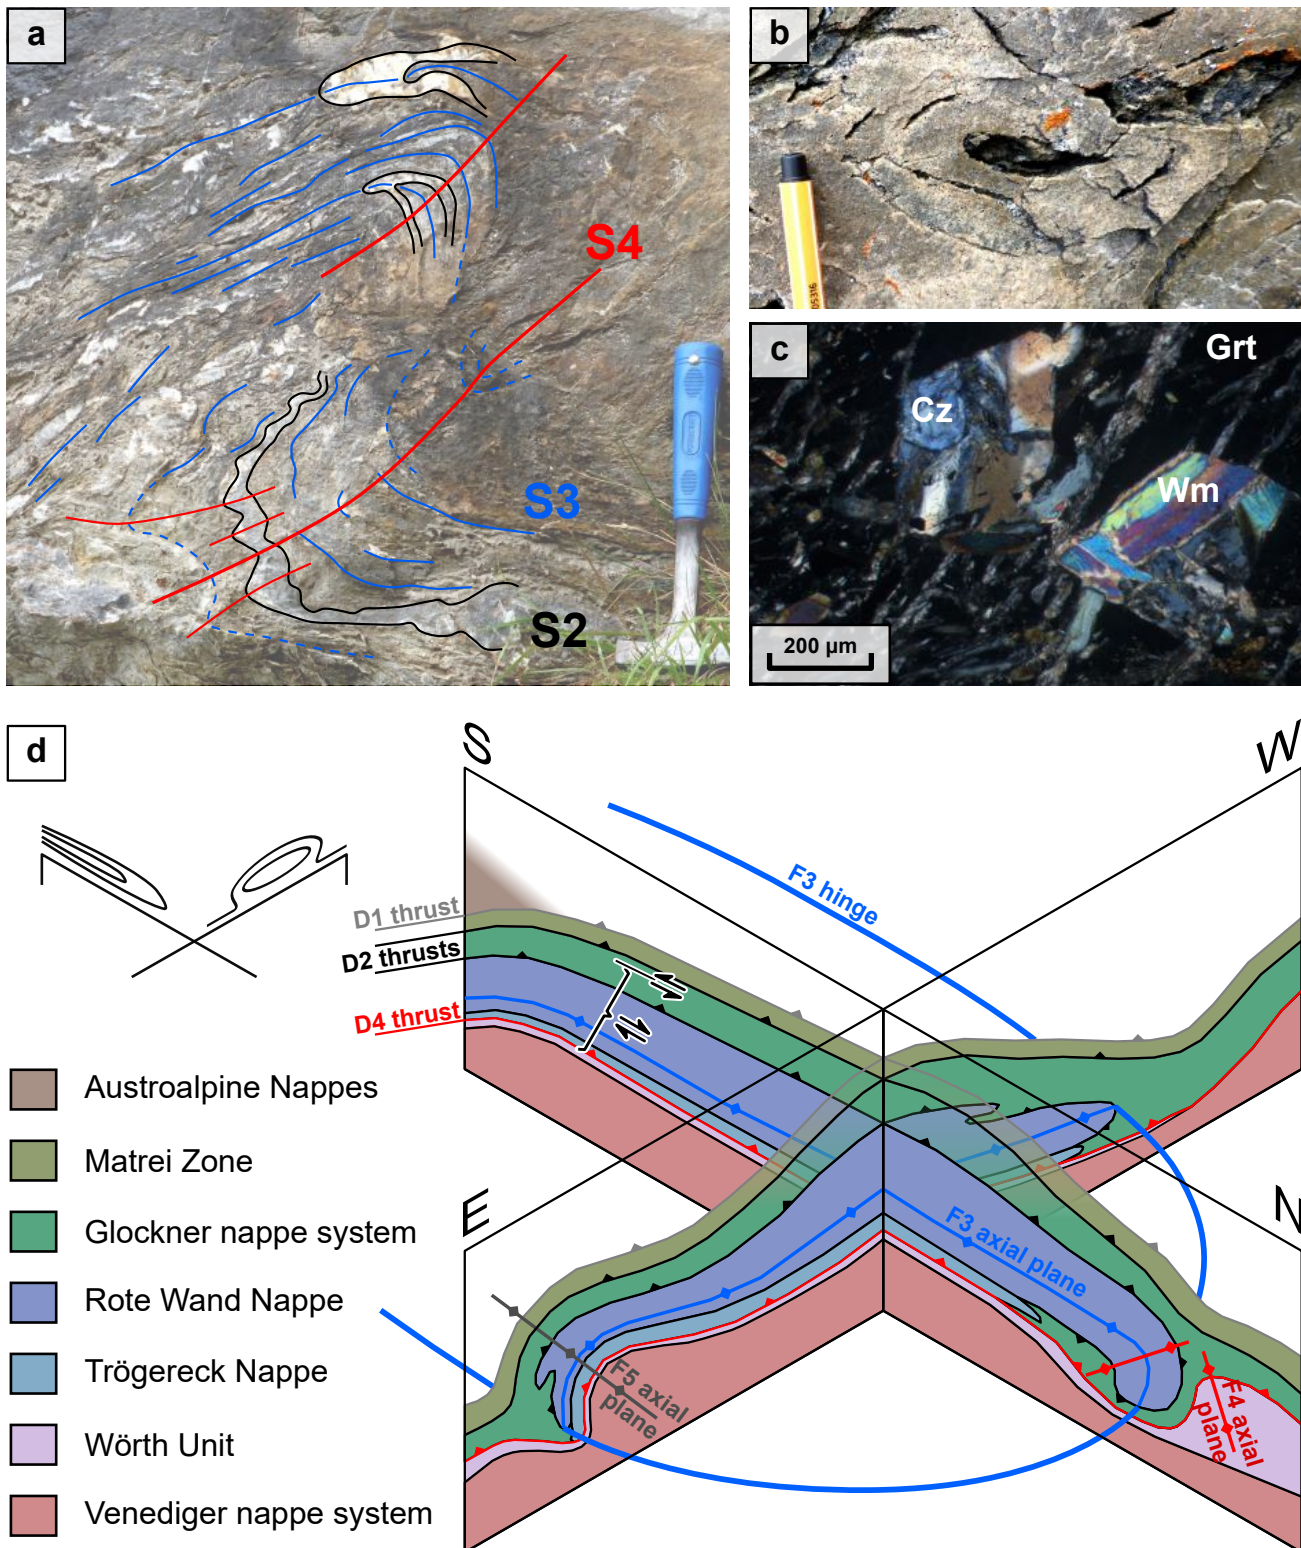 a
S4
S3
S2
b
05316
c
Grt
Cz
Wm
200 µm
d
S
W
E
N
F3 hinge
D1 thrust
D2 thrusts
D4 thrust
F3 axial plane
F5 axial
plane
F4 axial
plane
Austroalpine Nappes
Matrei Zone
Glockner nappe system
Rote Wand Nappe
Trögereck Nappe
Wörth Unit
Venediger nappe system